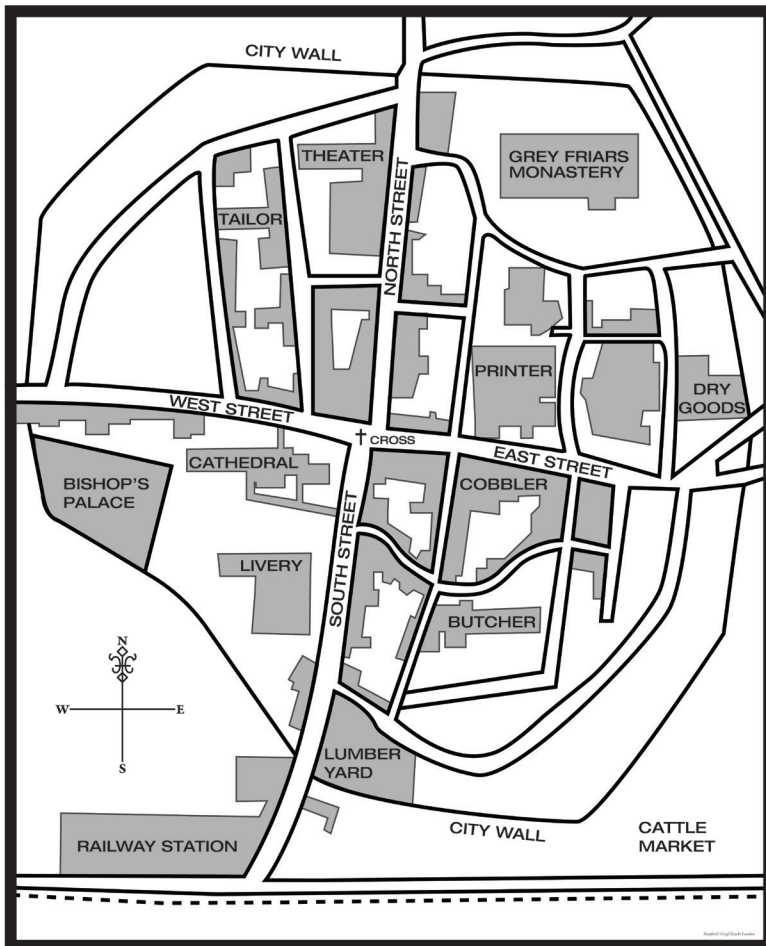 CITY WALL
THEATER
GREY FRIARS
MONASTERY
TAILOR
NORTH STREET
PRINTER
DRY
GOODS
WEST STREET
CROSS
EAST STREET
CATHEDRAL
COBBLER
BISHOP'S
PALACE
LIVERY
SOUTH STREET
BUTCHER
N
W
E
S
LUMBER
YARD
CITY WALL
CATTLE
MARKET
RAILWAY STATION